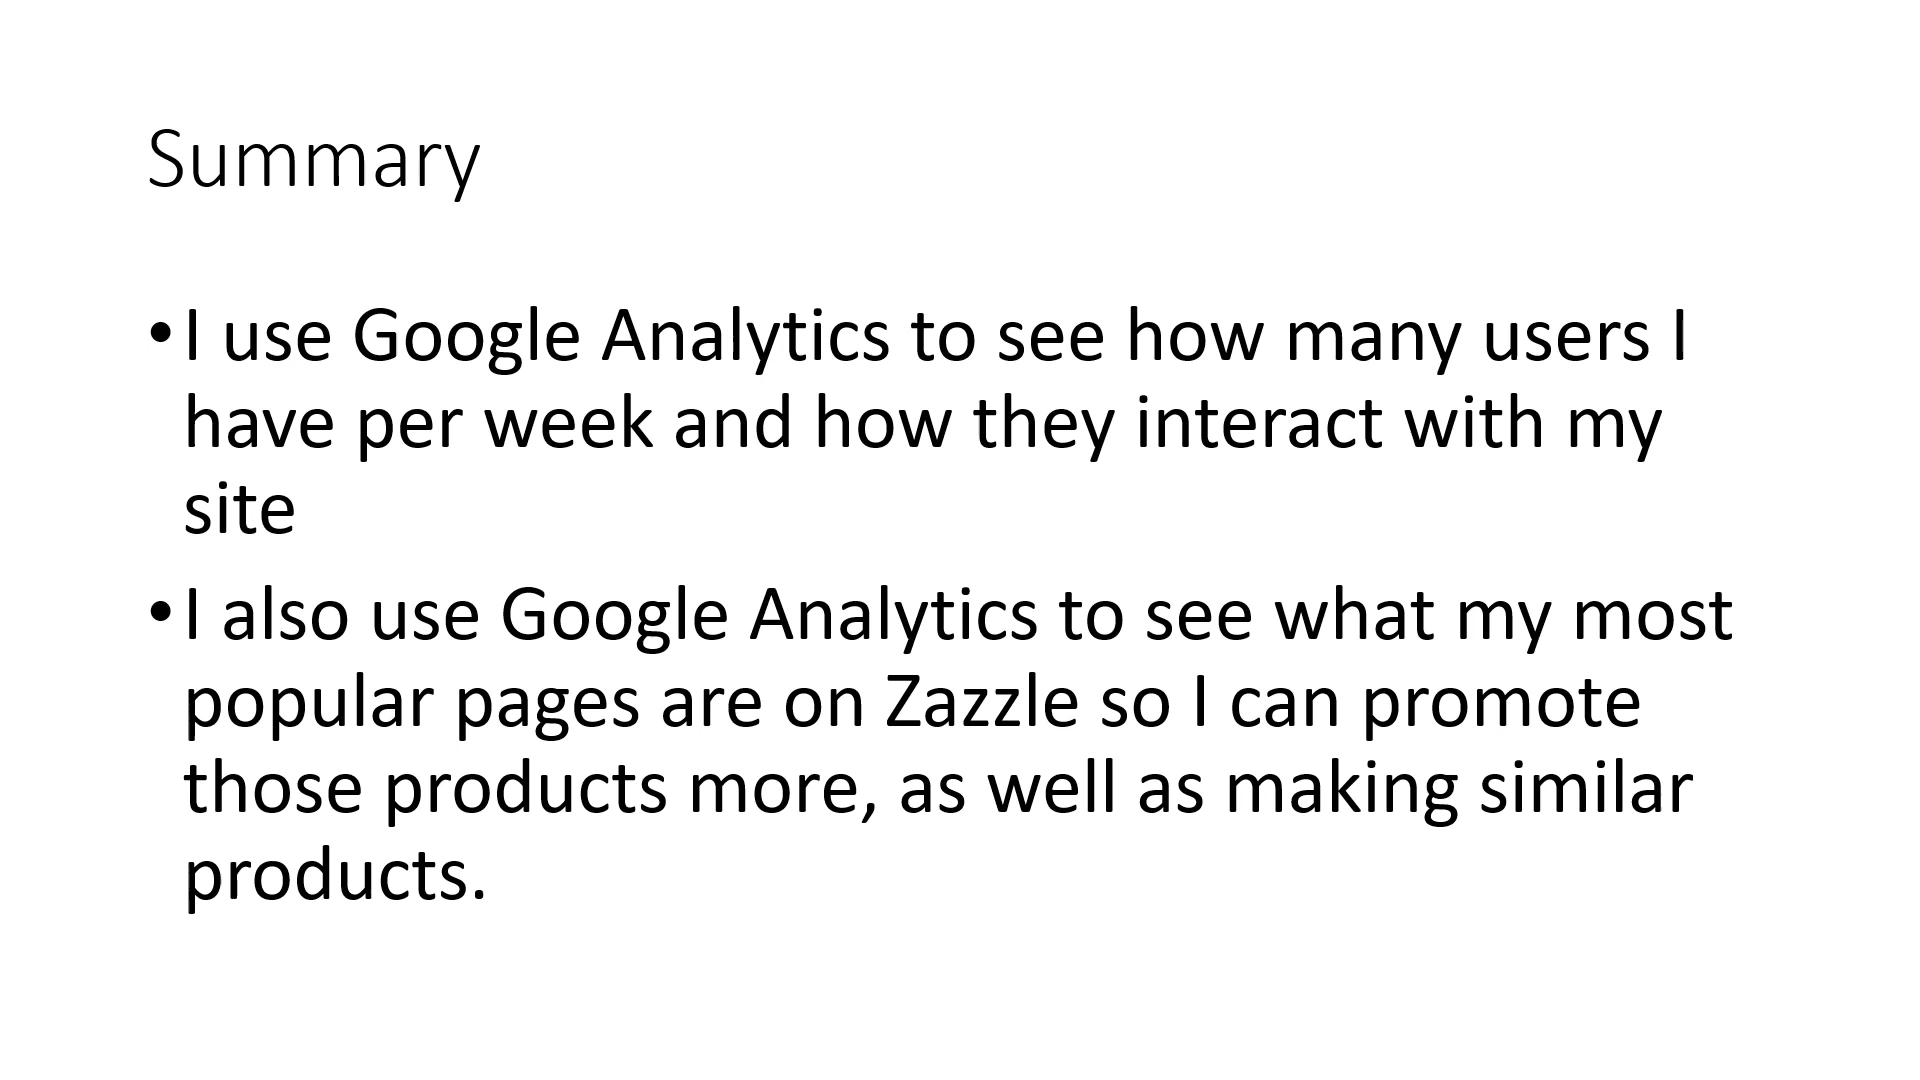 Summary
•I use Google Analytics to see how many users I
have per week and how they interact with my
site
•I also use Google Analytics to see what my most
popular pages are on Zazzle so I can promote
those products more, as well as making similar
products.